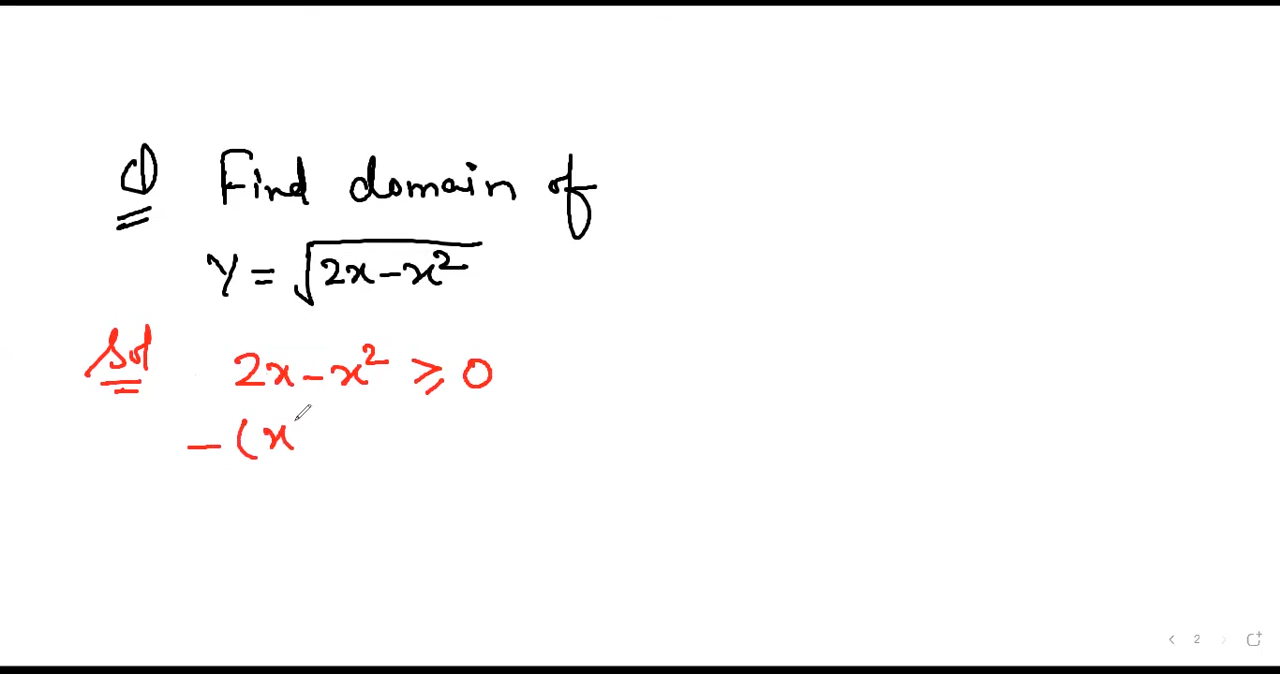 Q) Find domain of
Y = √(2x-x²)
Sol 2x-x² ≥ 0
-(x
2